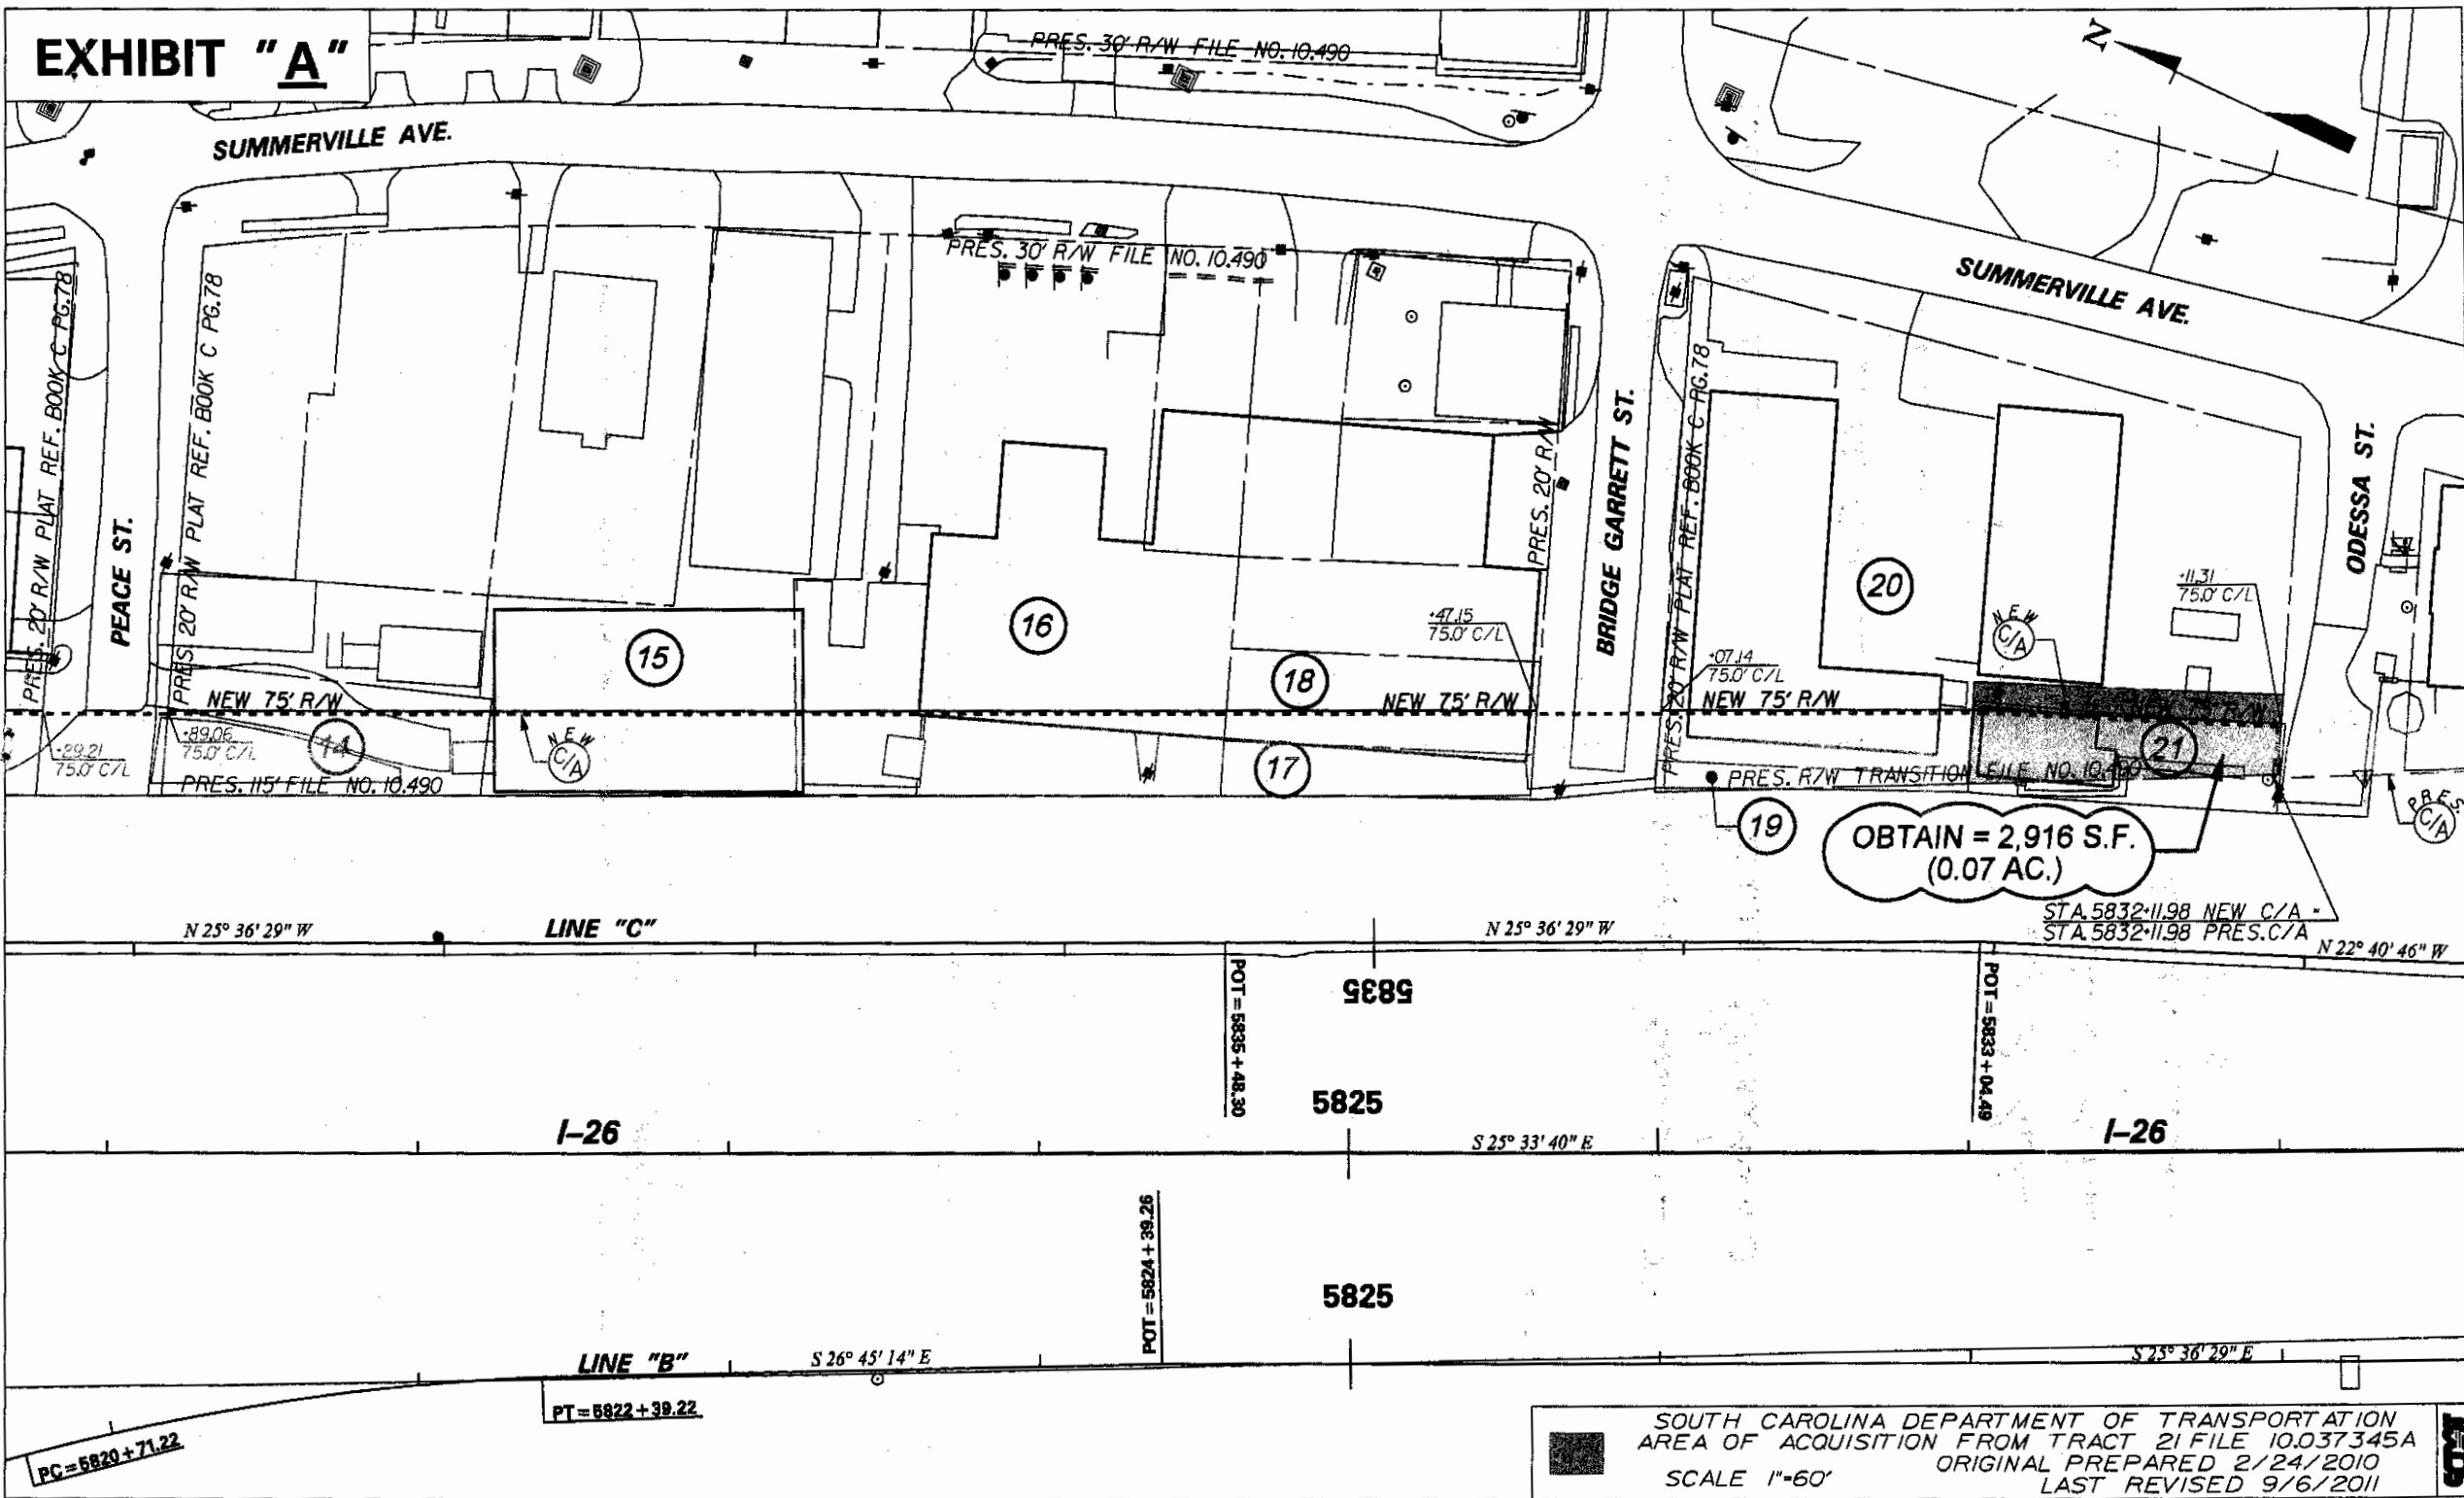 EXHIBIT "A"
PRES. 30' R/W FILE NO. 10.490
N
SUMMERVILLE AVE.
PRES. 30' R/W FILE NO. 10.490
SUMMERVILLE AVE.
PRES. 20' R/W PLAT REF. BOOK C PG.78
PEACE ST.
PRES. 20' R/W PLAT REF. BOOK C PG.78
PRES. 20' R/W
BRIDGE GARRETT ST.
PRES. 20' R/W PLAT REF. BOOK C PG.78
ODESSA ST.
15
16
18
20
+47.15
75.0' C/L
+07.14
75.0' C/L
+11.31
75.0' C/L
NEW
C/A
NEW 75' R/W
NEW 75' R/W
NEW 75' R/W
NEW 75' R/W
+29.21
75.0' C/L
+89.06
75.0' C/L
14
NEW
C/A
17
21
PRES. 115' FILE NO. 10.490
PRES. R/W TRANSITION FILE NO. 10.490
19
PRES.
C/A
OBTAIN = 2,916 S.F.
(0.07 AC.)
STA.5832+11.98 NEW C/A =
STA.5832+11.98 PRES.C/A
N 25° 36' 29" W
LINE "C"
N 25° 36' 29" W
N 22° 40' 46" W
5835
POT = 5835 + 48.30
POT = 5833 + 04.49
5825
I-26
S 25° 33' 40" E
I-26
POT = 5824 + 39.26
5825
LINE "B"
S 26° 45' 14" E
S 25° 36' 29" E
PT = 5822 + 39.22
PC = 5820 + 71.22
SOUTH CAROLINA DEPARTMENT OF TRANSPORTATION
AREA OF ACQUISITION FROM TRACT 21 FILE 10.037345A
ORIGINAL PREPARED 2/24/2010
SCALE 1"=60'
LAST REVISED 9/6/2011